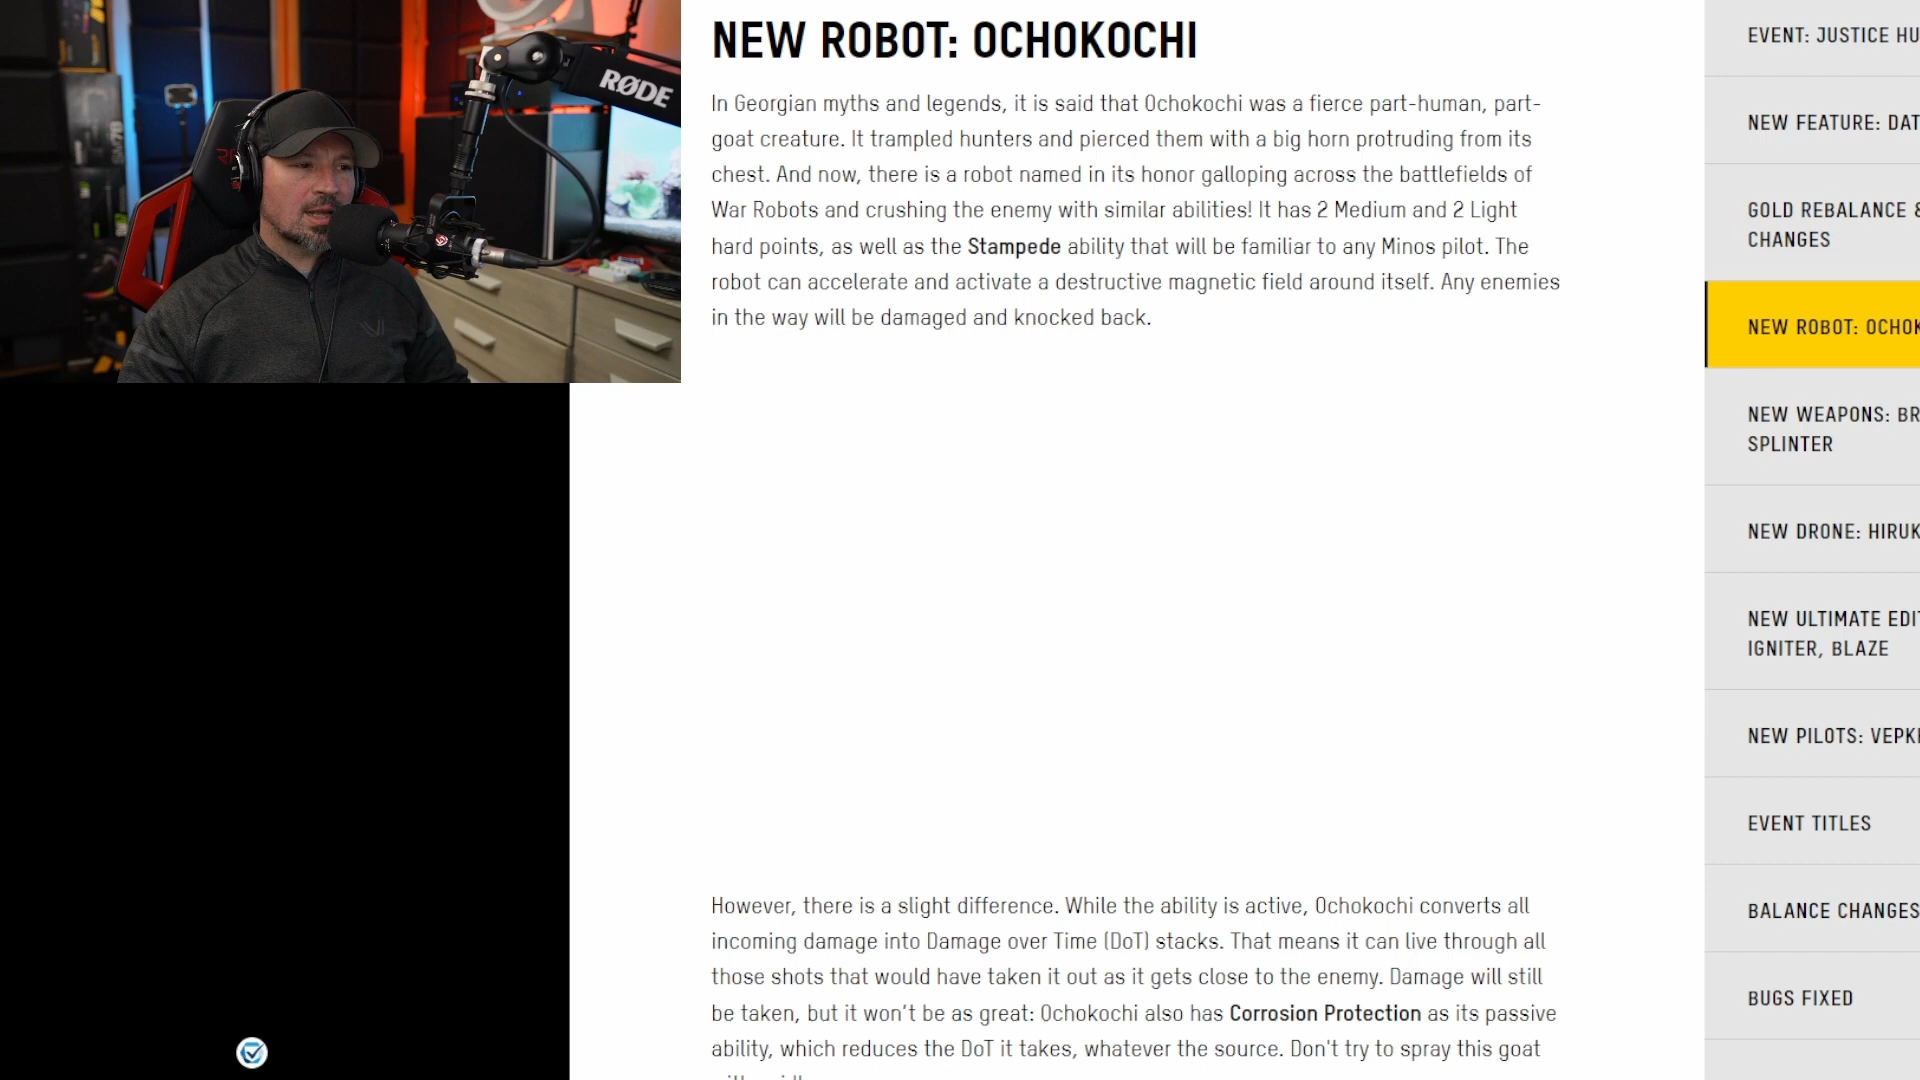 RØDE
NEW ROBOT: OCHOKOCHI
In Georgian myths and legends, it is said that Ochokochi was a fierce part-human, part-
goat creature. It trampled hunters and pierced them with a big horn protruding from its
chest. And now, there is a robot named in its honor galloping across the battlefields of
War Robots and crushing the enemy with similar abilities! It has 2 Medium and 2 Light
hard points, as well as the Stampede ability that will be familiar to any Minos pilot. The
robot can accelerate and activate a destructive magnetic field around itself. Any enemies
in the way will be damaged and knocked back.
However, there is a slight difference. While the ability is active, Ochokochi converts all
incoming damage into Damage over Time (DoT) stacks. That means it can live through all
those shots that would have taken it out as it gets close to the enemy. Damage will still
be taken, but it won't be as great: Ochokochi also has Corrosion Protection as its passive
ability, which reduces the DoT it takes, whatever the source. Don't try to spray this goat
EVENT: JUSTICE HU
NEW FEATURE: DAT
GOLD REBALANCE &
CHANGES
NEW ROBOT: OCHOK
NEW WEAPONS: BR
SPLINTER
NEW DRONE: HIRUK
NEW ULTIMATE EDIT
IGNITER, BLAZE
NEW PILOTS: VEPKH
EVENT TITLES
BALANCE CHANGES
BUGS FIXED